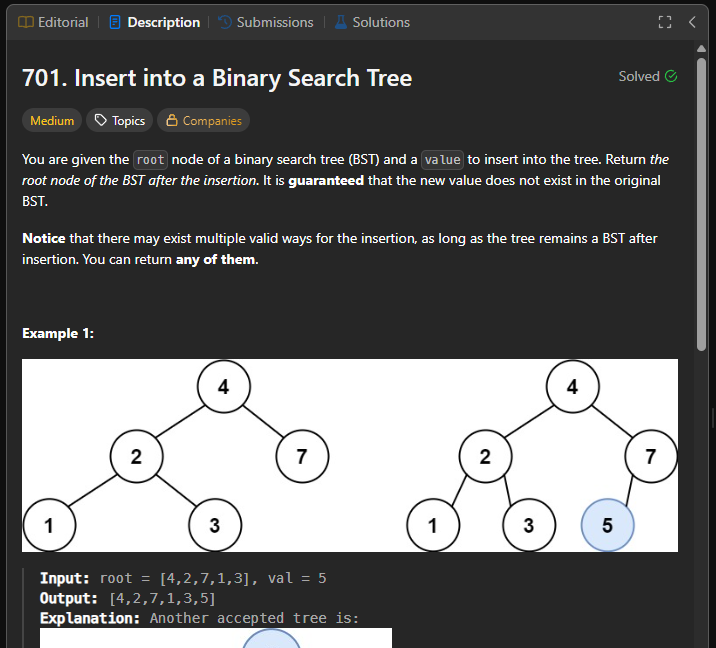 Editorial Description Submissions Solutions
701. Insert into a Binary Search Tree Solved
Medium Topics Companies
You are given the root node of a binary search tree (BST) and a value to insert into the tree. Return the
root node of the BST after the insertion. It is guaranteed that the new value does not exist in the original
BST.
Notice that there may exist multiple valid ways for the insertion, as long as the tree remains a BST after
insertion. You can return any of them.
Example 1:
4 4
2 7 2 7
1 3 1 3 5
Input: root = [4,2,7,1,3], val = 5
Output: [4,2,7,1,3,5]
Explanation: Another accepted tree is: